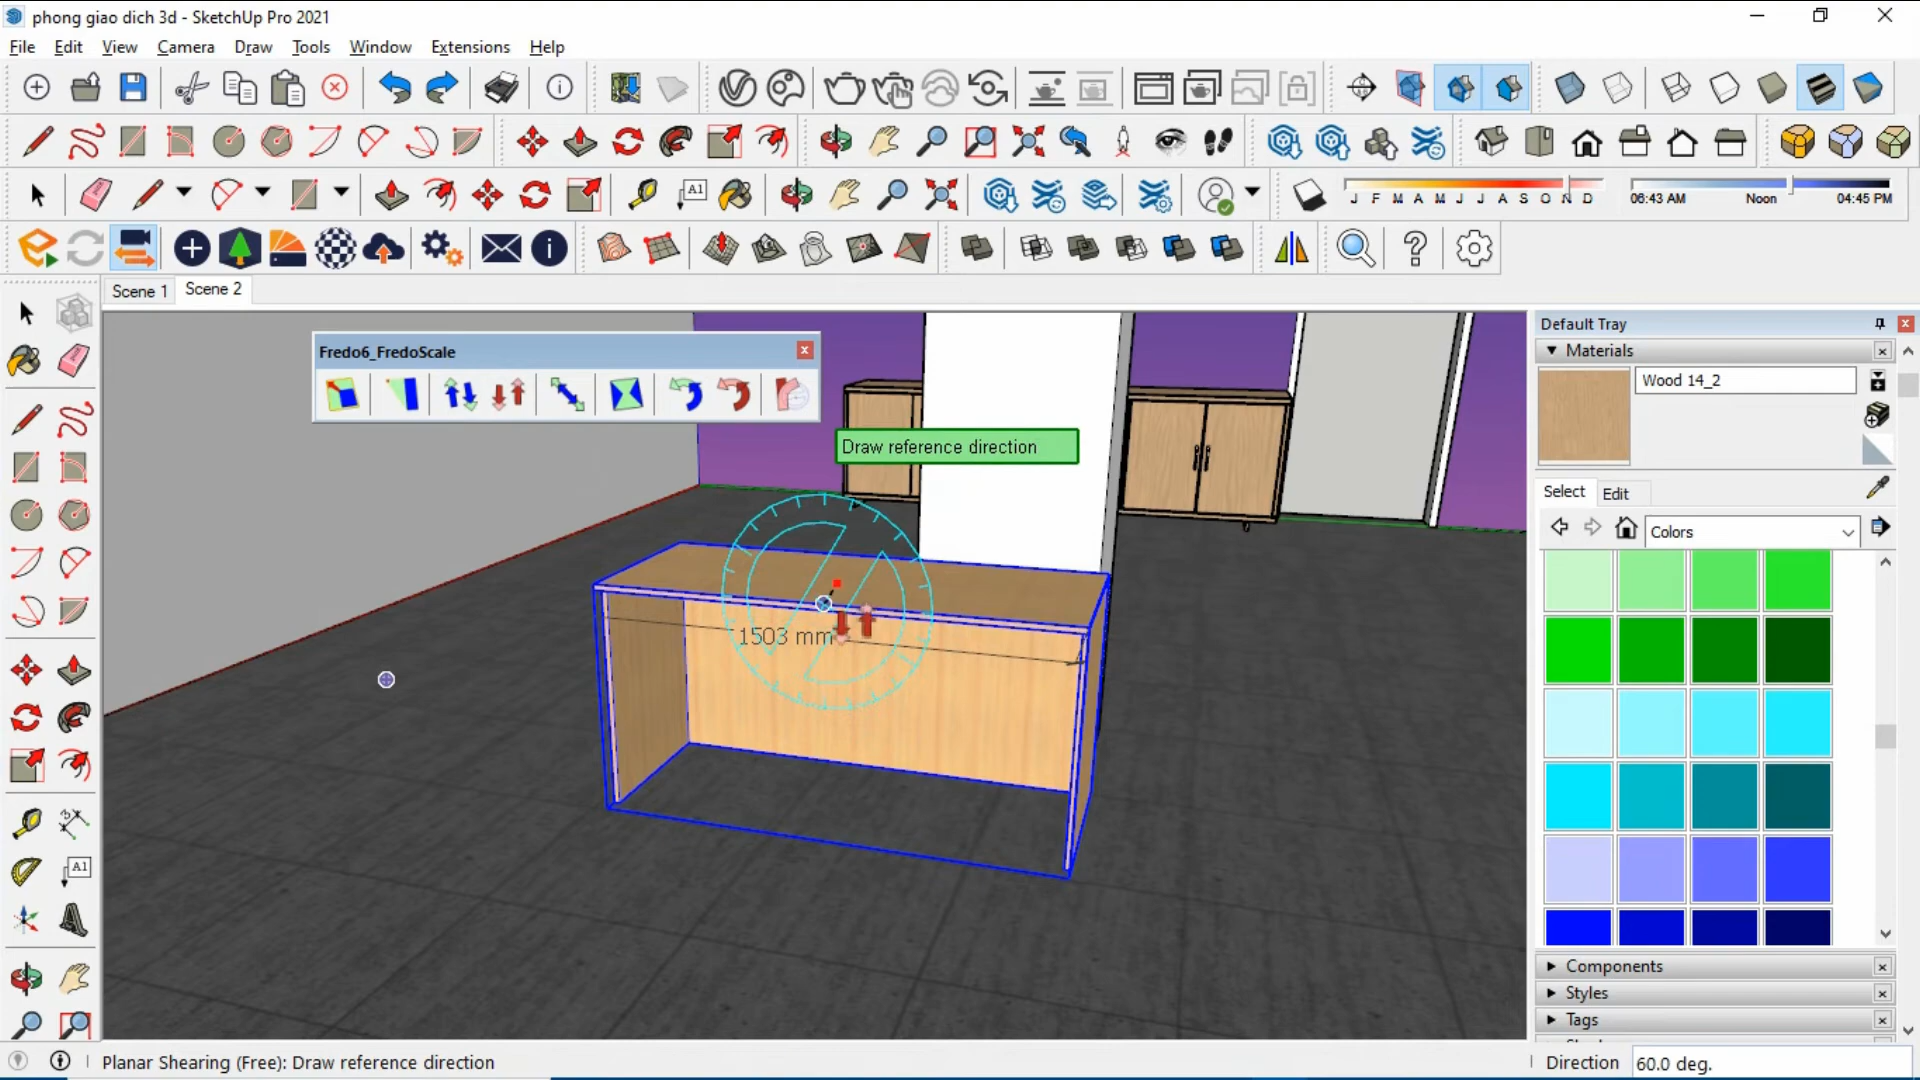 phong giao dich 3d - SketchUp Pro 2021
File Edit View Camera Draw Tools Window Extensions Help
A1
J F M A M J J A S O N D
06:43 AM Noon 04:45 PM
Scene 1 Scene 2
Default Tray
Fredo6_FredoScale
Materials
Wood 14_2
Draw reference direction
Select Edit
Colors
1503 mm
A1
Components
Styles
Tags
Planar Shearing (Free): Draw reference direction
Direction 60.0 deg.